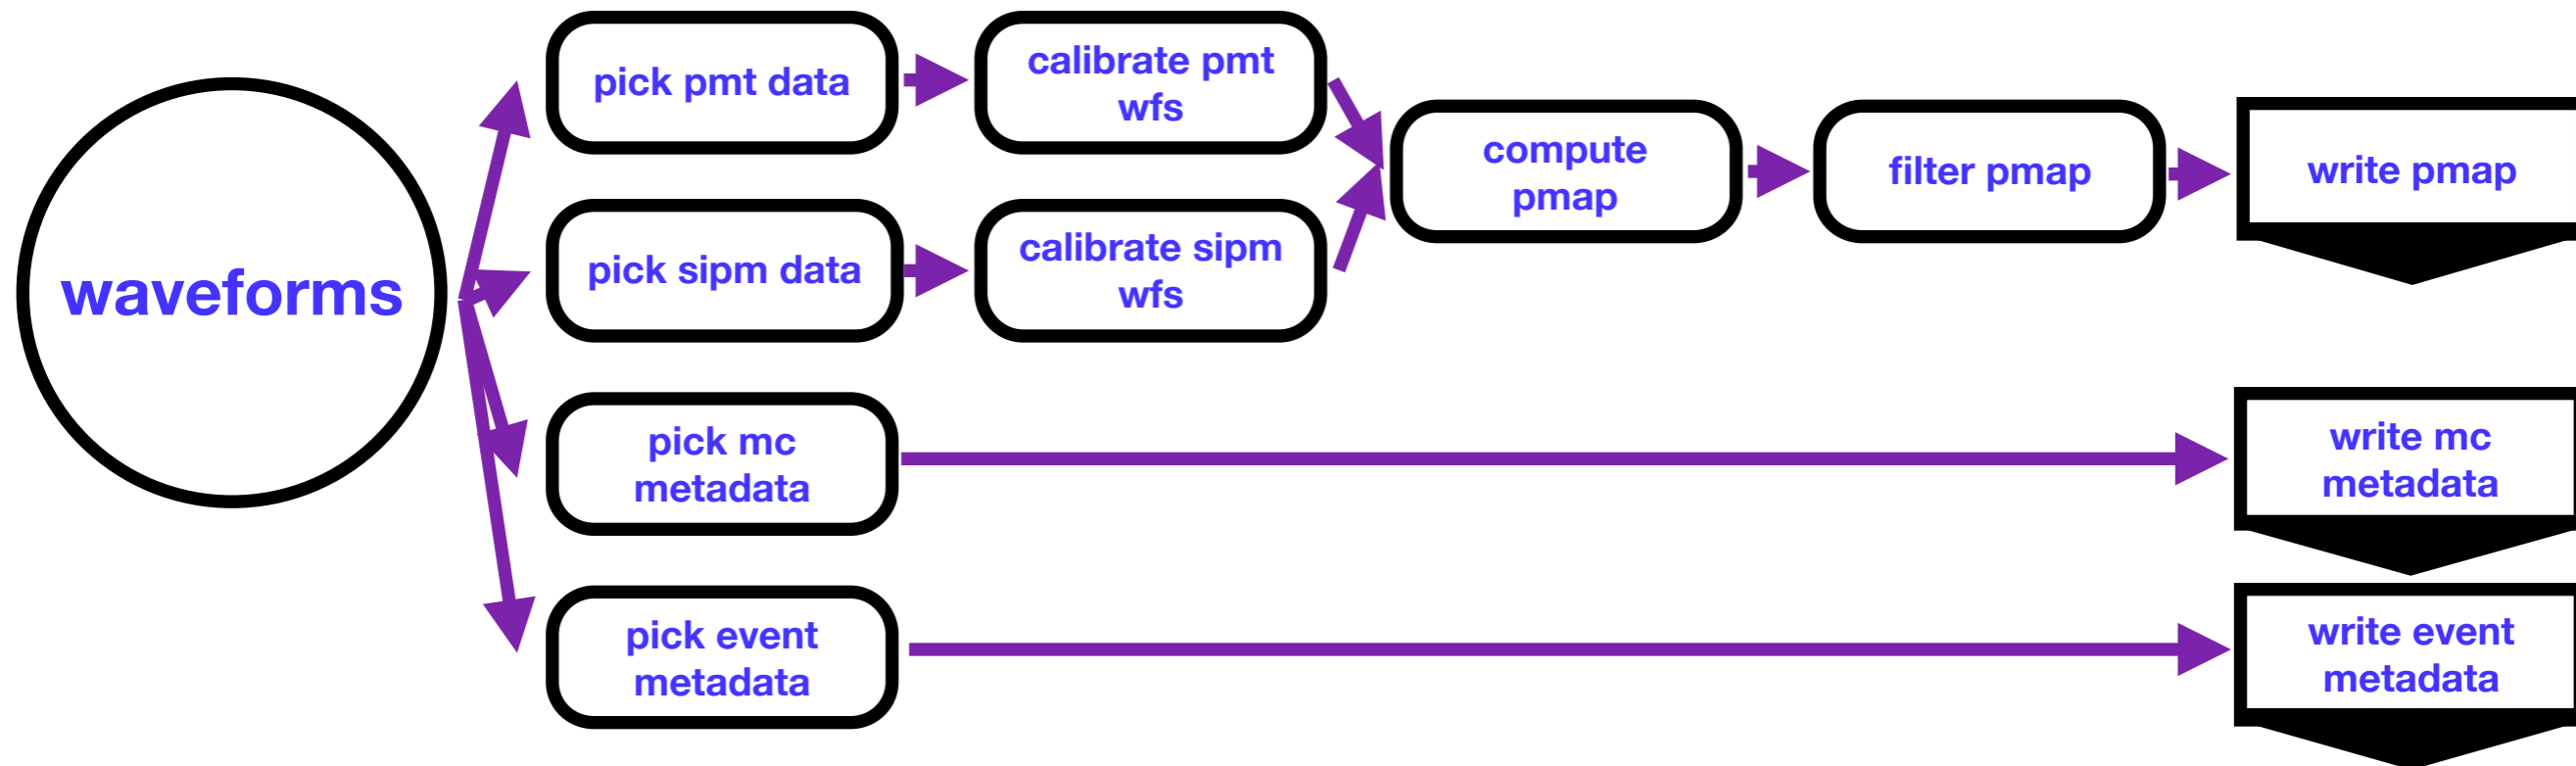 waveforms
pick pmt data
calibrate pmt
wfs
pick sipm data
calibrate sipm
wfs
compute
pmap
filter pmap
write pmap
pick mc
metadata
write mc
metadata
pick event
metadata
write event
metadata